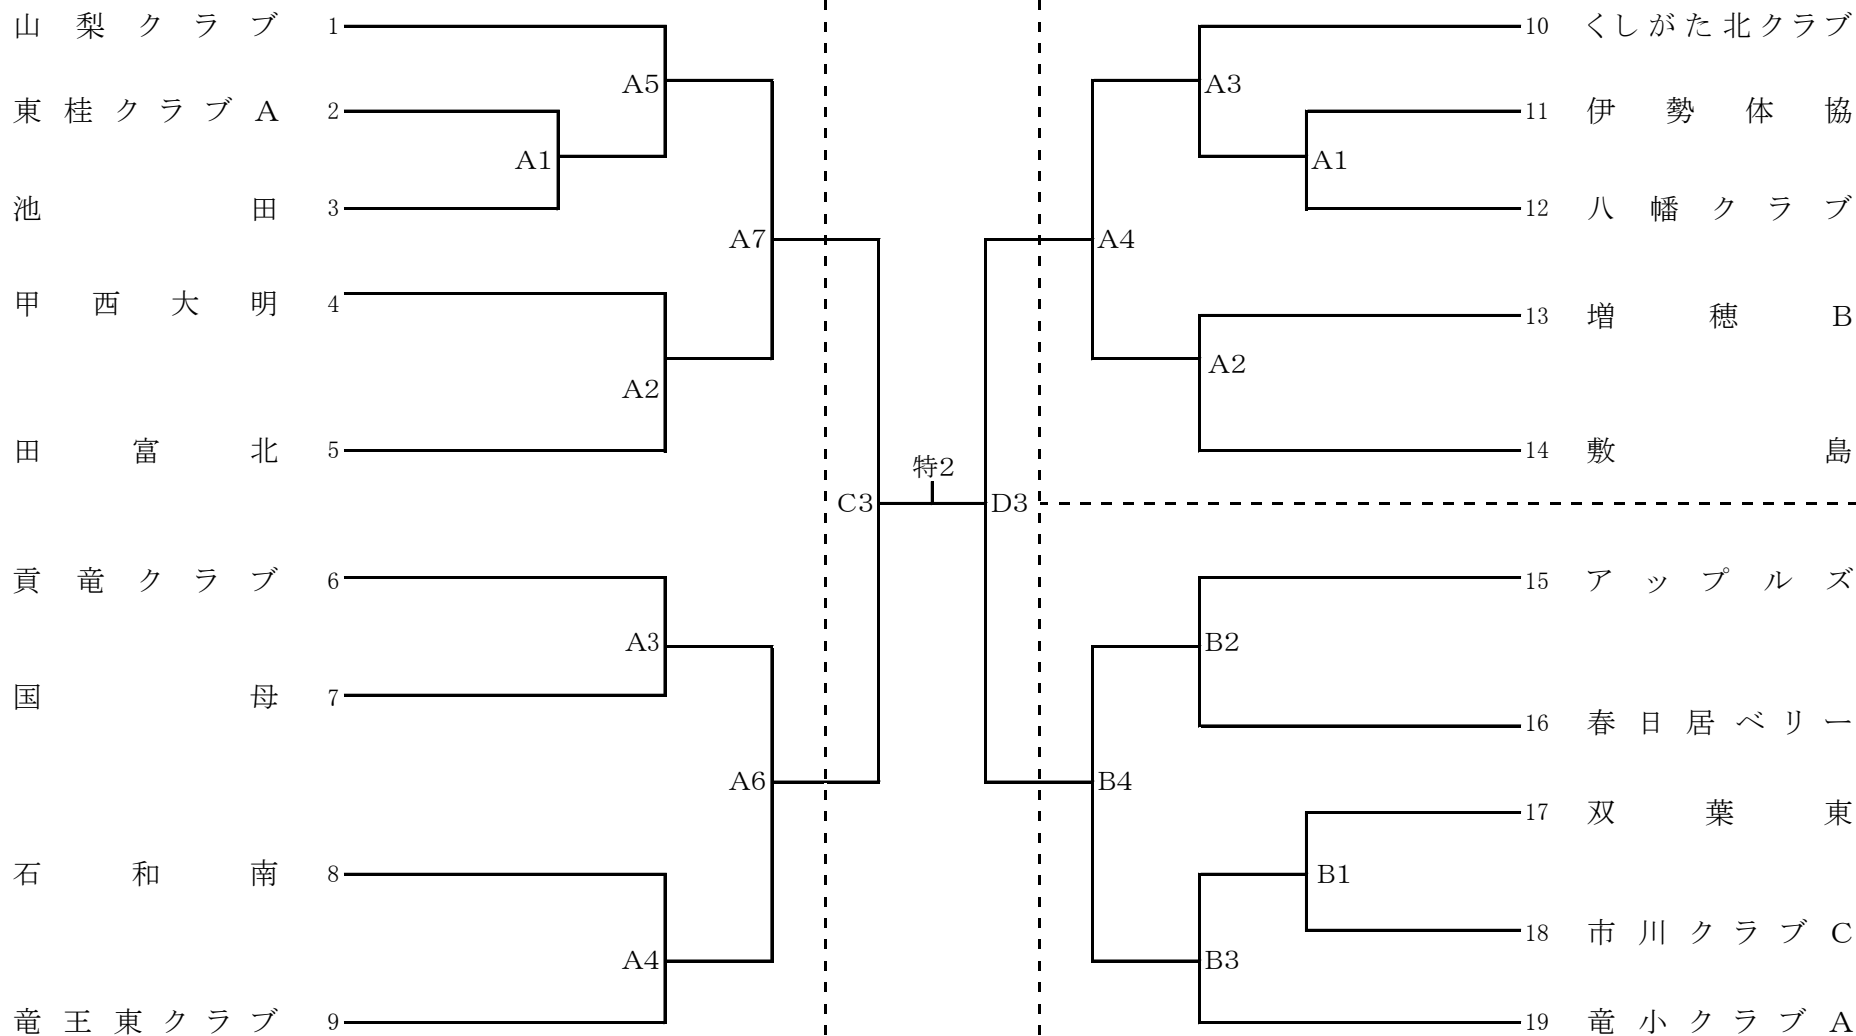 山梨クラブ 1
A5
東桂クラブA 2
A1
池田 3
A7
甲西大明 4
A2
田富北 5
貢竜クラブ 6
A3
国母 7
A6
石和南 8
A4
竜王東クラブ 9
C3
特2
D3
10 くしがた北クラブ
A3
11 伊勢体協
A1
12 八幡クラブ
A4
13 増穂B
A2
14 敷島
15 アップルズ
B2
16 春日居ベリー
B4
17 双葉東
B1
18 市川クラブC
B3
19 竜小クラブA